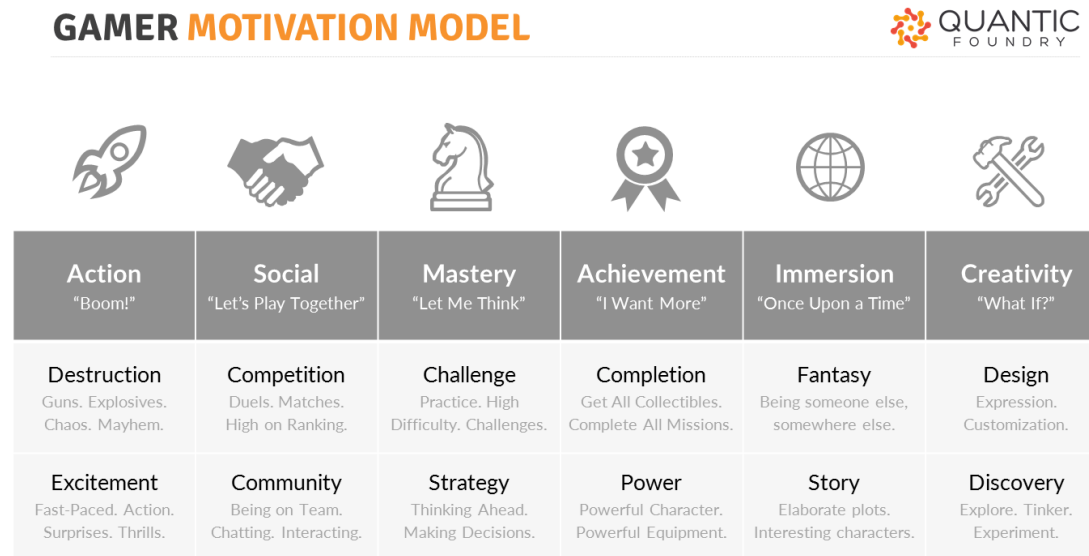 GAMER MOTIVATION MODEL
QUANTIC
FOUNDRY
Action
“Boom!”
Social
“Let’s Play Together”
Mastery
“Let Me Think”
Achievement
“I Want More”
Immersion
“Once Upon a Time”
Creativity
“What If?”
Destruction
Guns. Explosives.
Chaos. Mayhem.
Competition
Duels. Matches.
High on Ranking.
Challenge
Practice. High
Difficulty. Challenges.
Completion
Get All Collectibles.
Complete All Missions.
Fantasy
Being someone else,
somewhere else.
Design
Expression.
Customization.
Excitement
Fast-Paced. Action.
Surprises. Thrills.
Community
Being on Team.
Chatting. Interacting.
Strategy
Thinking Ahead.
Making Decisions.
Power
Powerful Character.
Powerful Equipment.
Story
Elaborate plots.
Interesting characters.
Discovery
Explore. Tinker.
Experiment.